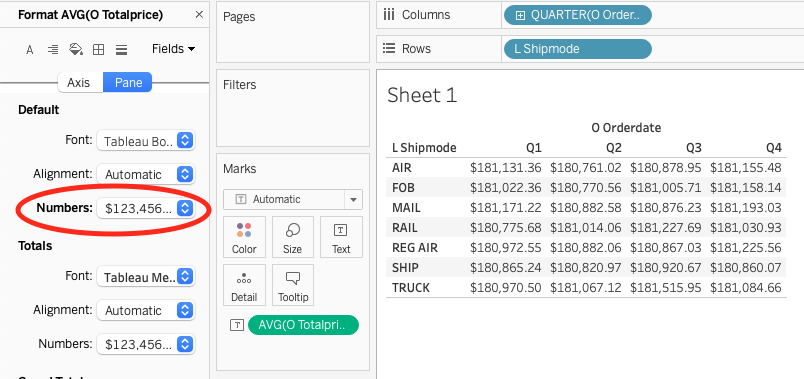 Format AVG(O Totalprice) ×
A Fields
Axis Pane
Default
Font: Tableau Bo..
Alignment: Automatic
Numbers: $123,456...
Totals
Font: Tableau Me...
Alignment: Automatic
Numbers: $123,456...
Pages
Filters
Marks
T Automatic
Color Size T Text
Detail Tooltip
T AVG(O Totalpri..
Columns QUARTER(O Order..
Rows L Shipmode
Sheet 1
O Orderdate
L Shipmode Q1 Q2 Q3 Q4
AIR $181,131.36 $180,761.02 $180,878.95 $181,155.48
FOB $181,022.36 $180,770.56 $181,005.71 $181,158.14
MAIL $181,171.22 $180,882.58 $180,876.23 $181,193.03
RAIL $180,775.68 $181,014.06 $181,227.69 $181,030.93
REG AIR $180,972.55 $180,882.06 $180,867.03 $181,225.56
SHIP $180,865.24 $180,820.97 $180,920.67 $180,860.07
TRUCK $180,970.50 $181,067.12 $181,515.95 $181,084.66